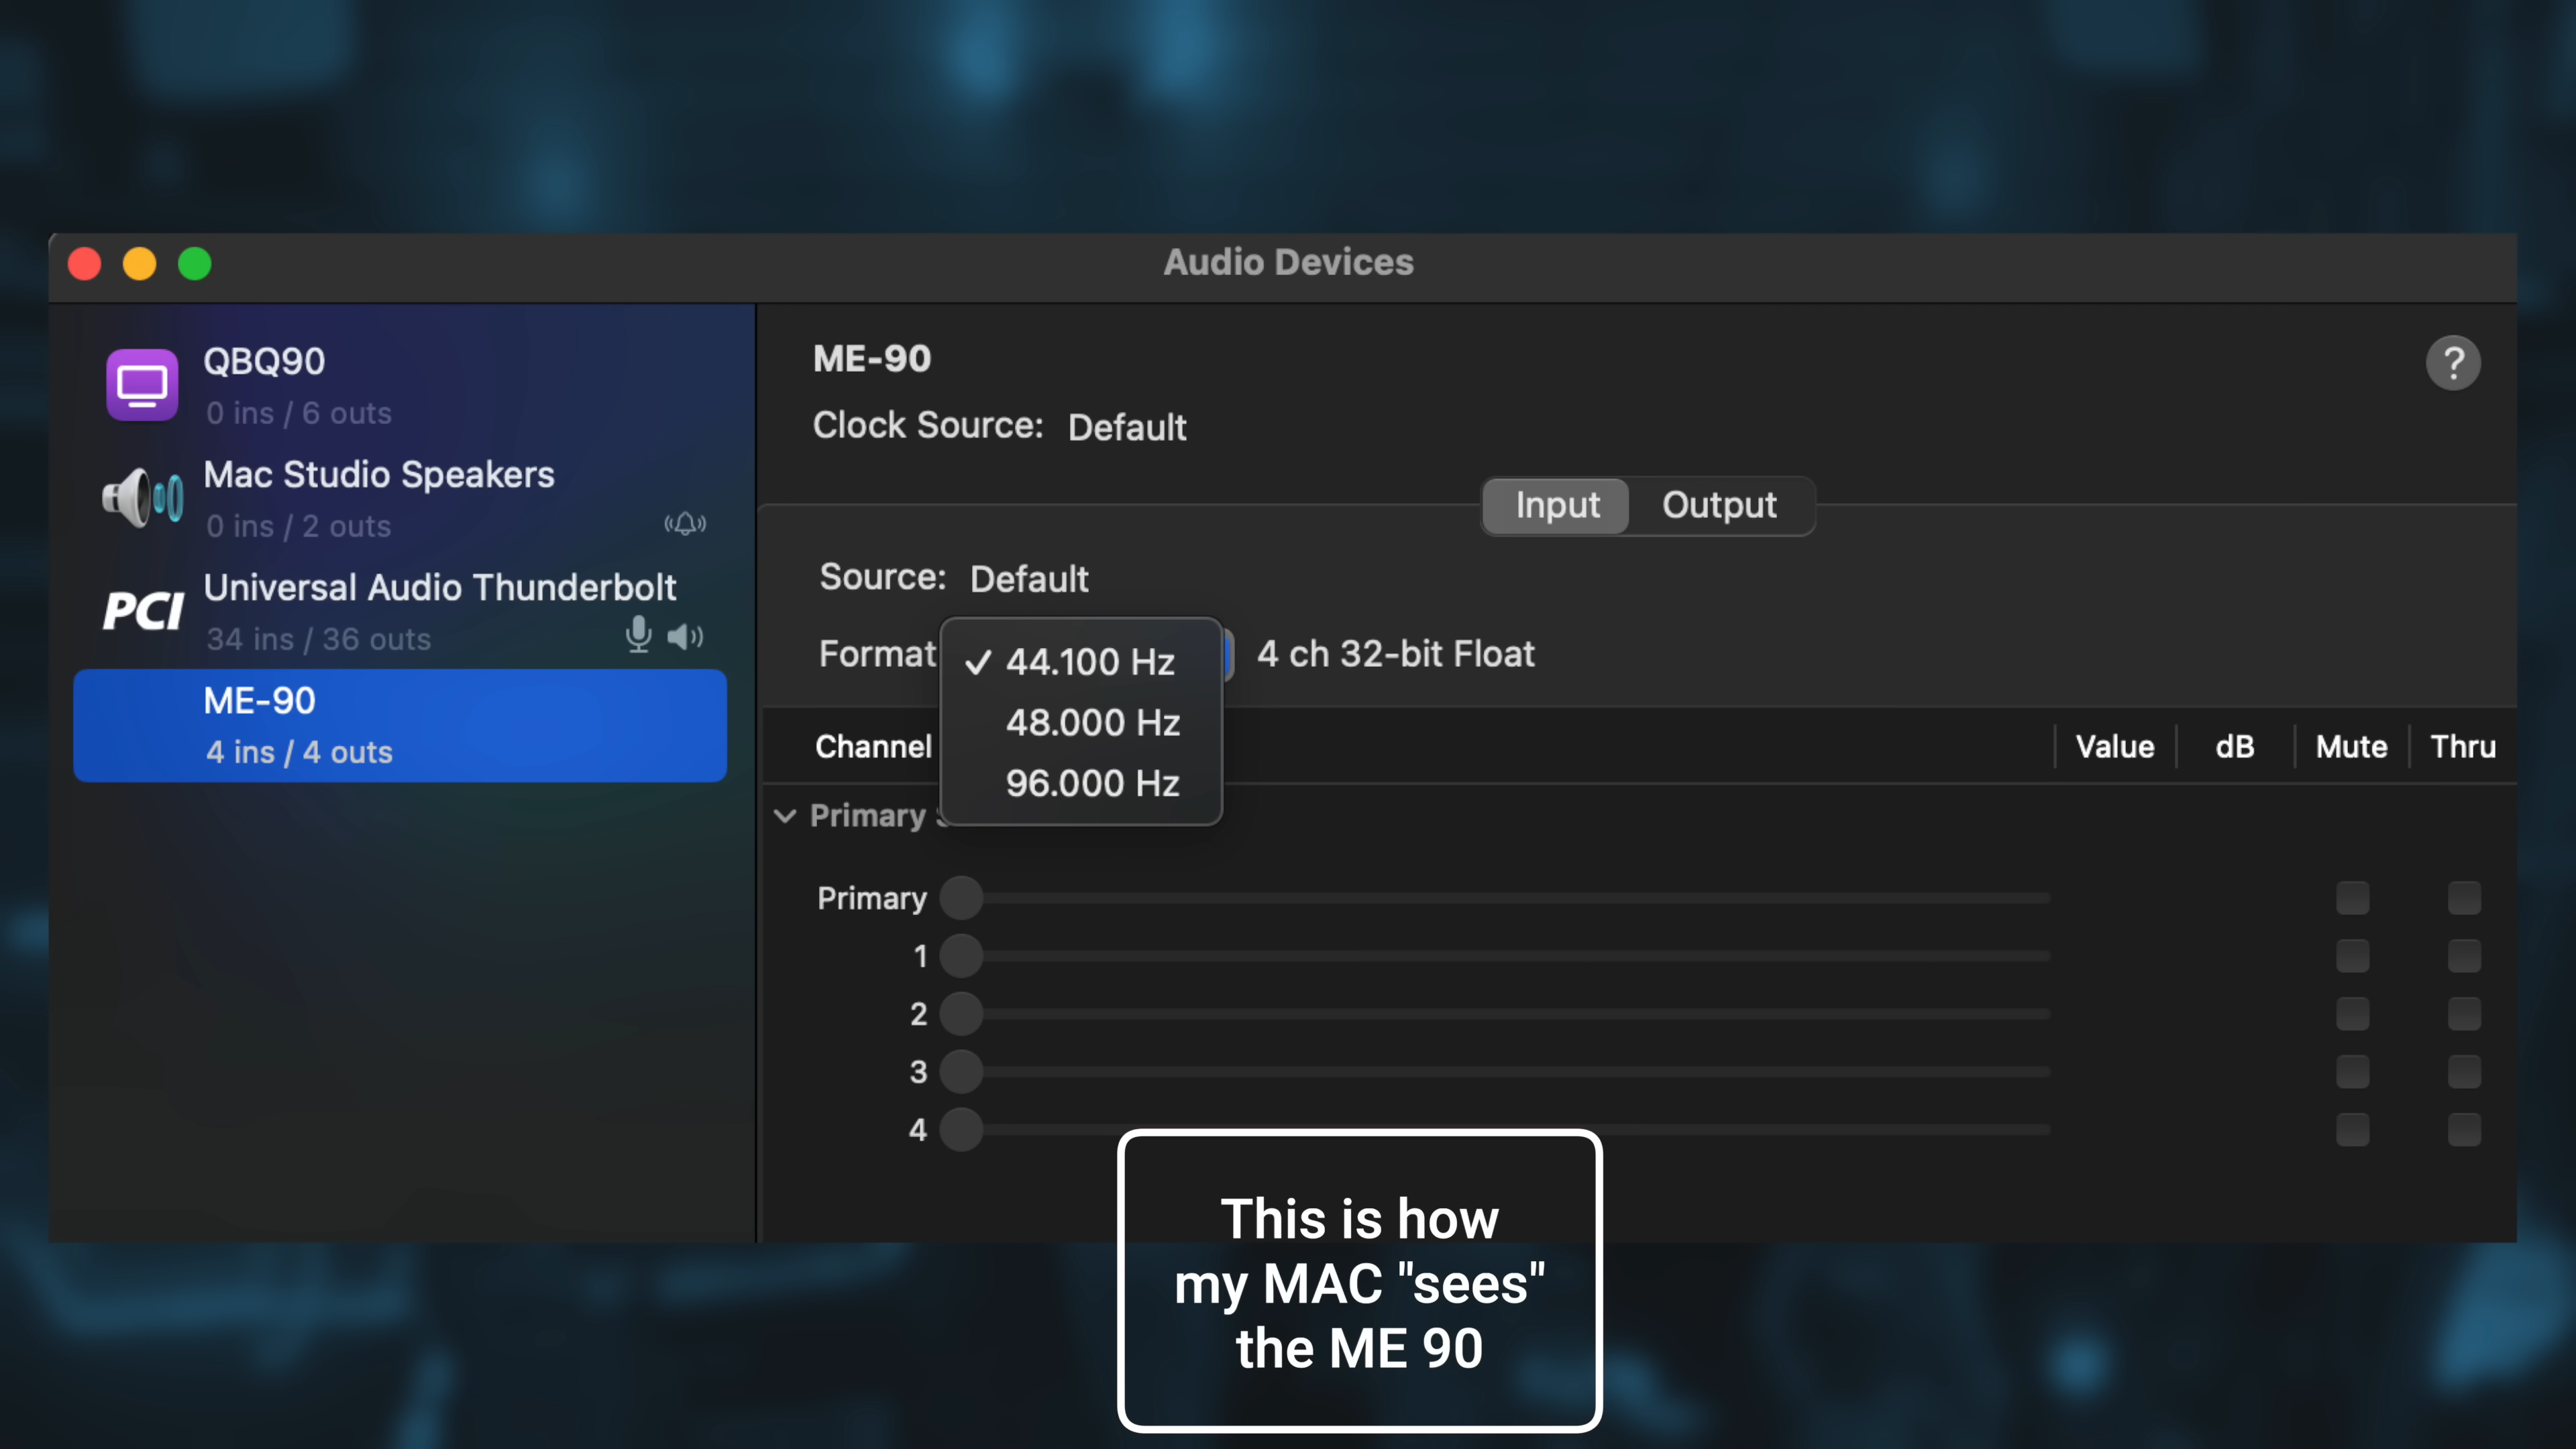 Audio Devices
QBQ90
0 ins / 6 outs
Mac Studio Speakers
0 ins / 2 outs
PCI
Universal Audio Thunderbolt
34 ins / 36 outs
ME-90
4 ins / 4 outs
ME-90
?
Clock Source: Default
Input Output
Source: Default
Format 4 ch 32-bit Float
44.100 Hz
48.000 Hz
96.000 Hz
Channel Value dB Mute Thru
Primary
Primary
1
2
3
4
This is how
my MAC "sees"
the ME 90